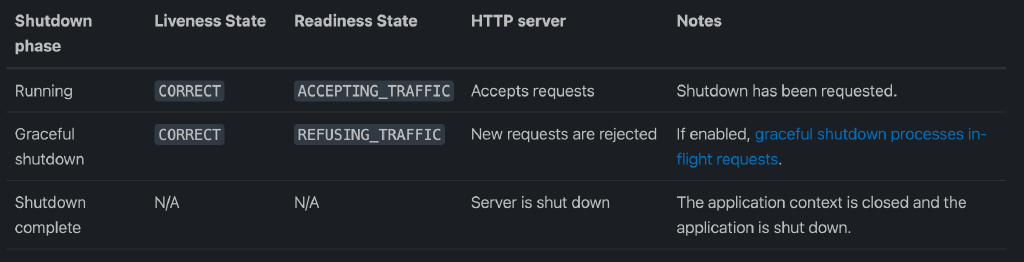 Shutdown phase Liveness State Readiness State HTTP server Notes
Running CORRECT ACCEPTING_TRAFFIC Accepts requests Shutdown has been requested.
Graceful shutdown CORRECT REFUSING_TRAFFIC New requests are rejected If enabled, graceful shutdown processes in-flight requests.
Shutdown complete N/A N/A Server is shut down The application context is closed and the application is shut down.